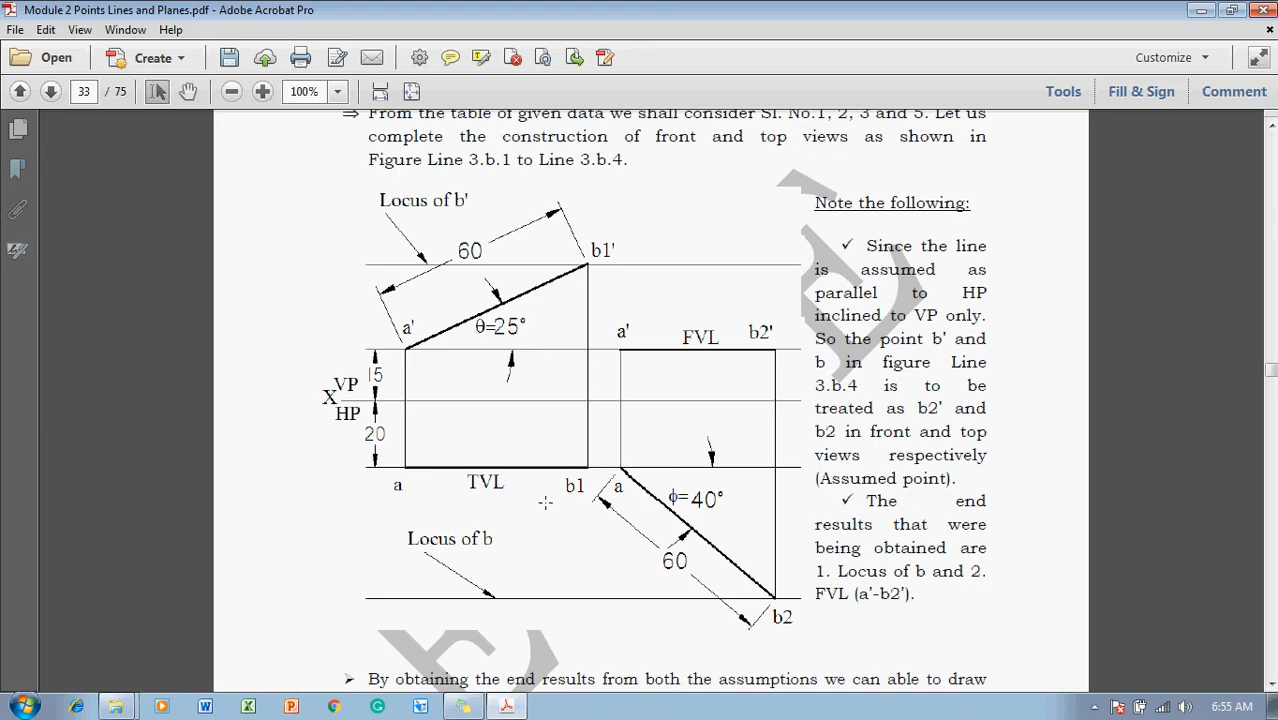 Module 2 Points Lines and Planes.pdf - Adobe Acrobat Pro
File Edit View Window Help
Open Create Customize
33 / 75 100% Tools Fill & Sign Comment
⇒ From the table of given data we shall consider Sl. No.1, 2, 3 and 5. Let us
complete the construction of front and top views as shown in
Figure Line 3.b.1 to Line 3.b.4.
Locus of b'
60
b1'
a'
θ=25°
a'
FVL
b2'
15
X
VP
HP
20
a
TVL
b1
a
ϕ=40°
60
Locus of b
b2
Note the following:
✓ Since the line
is assumed as
parallel to HP
inclined to VP only.
So the point b' and
b in figure Line
3.b.4 is to be
treated as b2' and
b2 in front and top
views respectively
(Assumed point).
✓ The end
results that were
being obtained are
1. Locus of b and 2.
FVL (a'-b2').
➢ By obtaining the end results from both the assumptions we can able to draw
6:55 AM